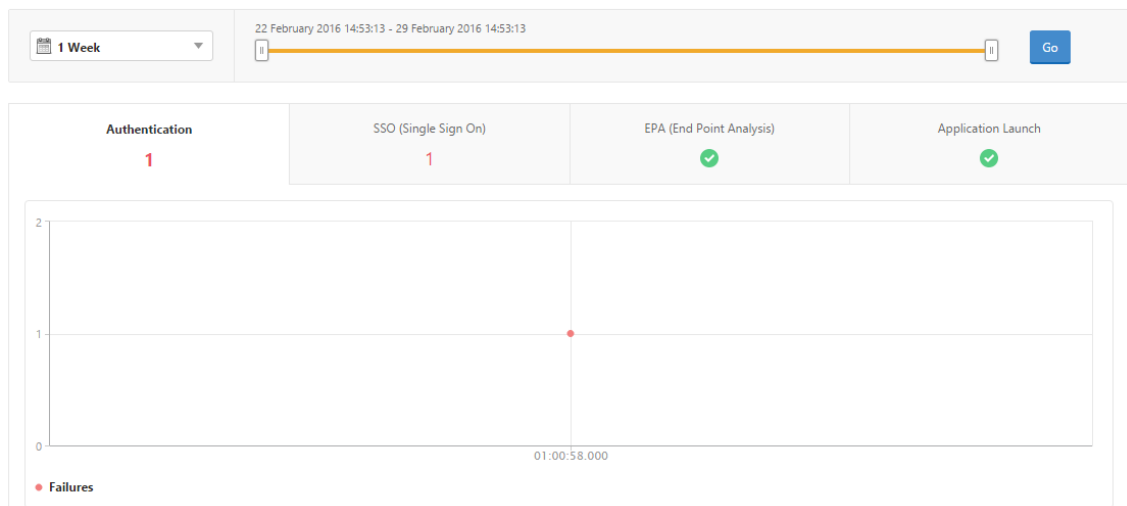 1 Week
22 February 2016 14:53:13 - 29 February 2016 14:53:13
Go
Authentication
1
SSO (Single Sign On)
1
EPA (End Point Analysis)
Application Launch
2
1
0
01:00:58.000
Failures